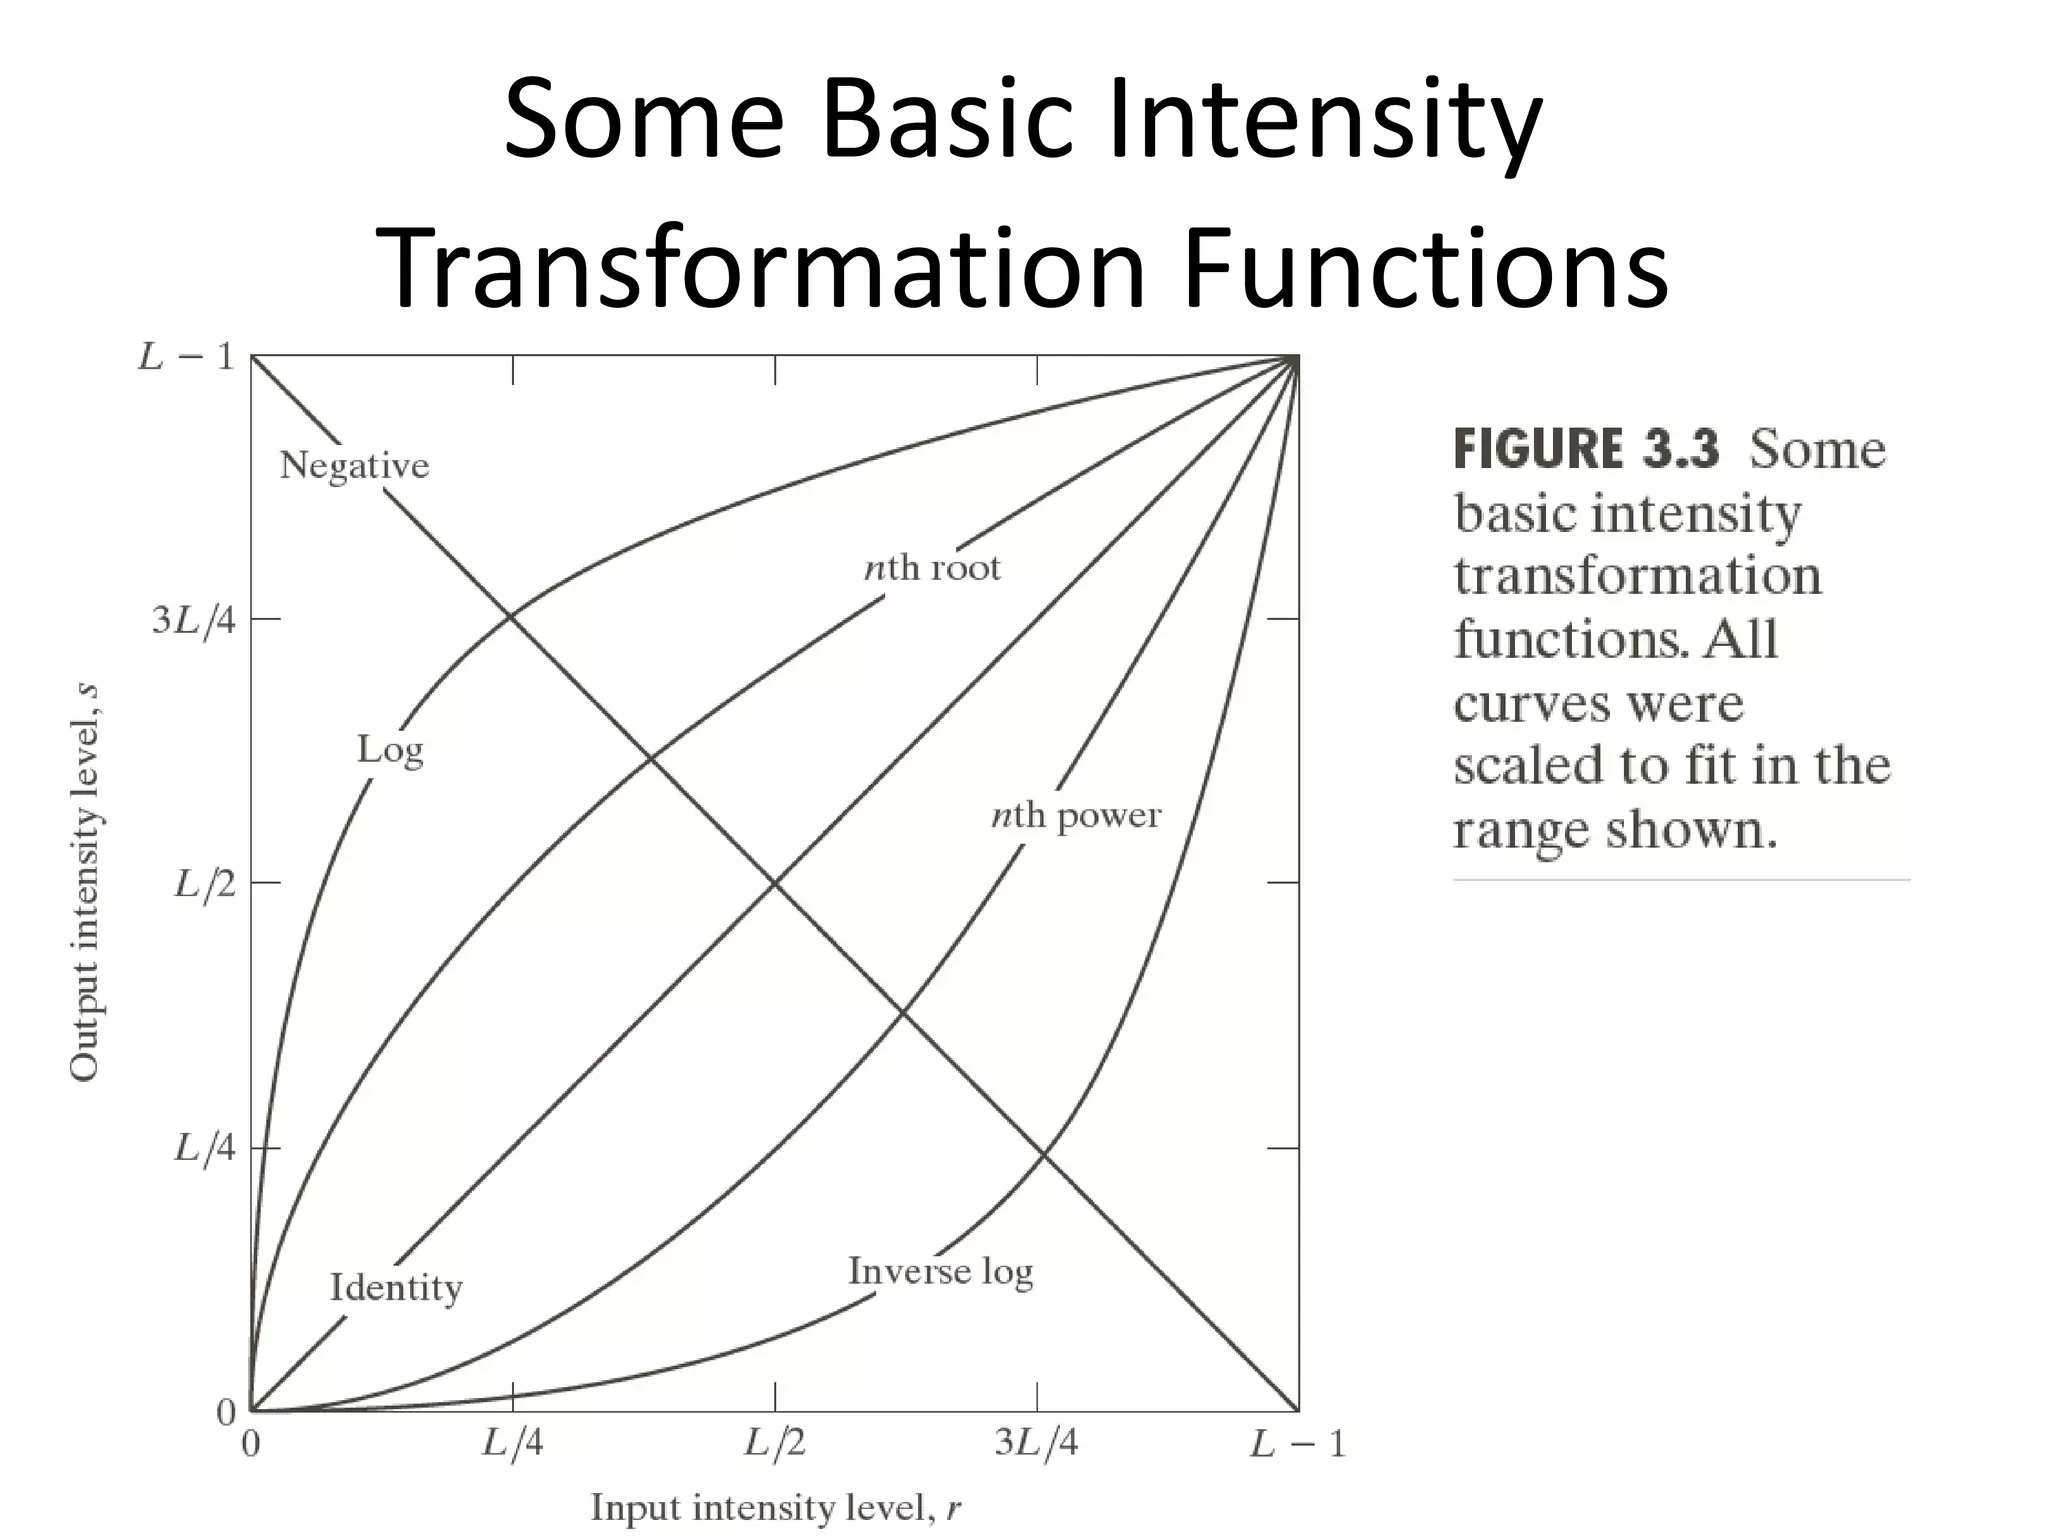 Some Basic Intensity
Transformation Functions
L − 1
3L/4
L/2
L/4
0
Output intensity level, s
Negative
nth root
Log
nth power
Identity
Inverse log
0
L/4
L/2
3L/4
L − 1
Input intensity level, r
FIGURE 3.3 Some
basic intensity
transformation
functions. All
curves were
scaled to fit in the
range shown.